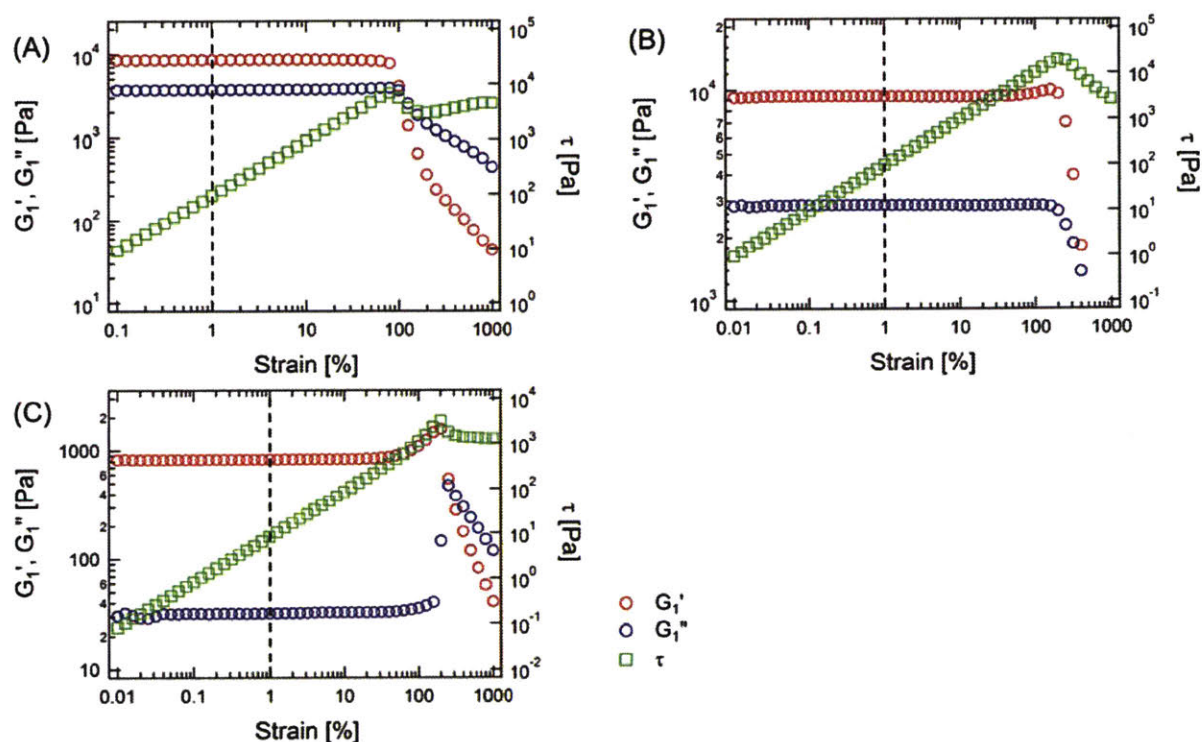 (A)
10⁴
10³
10²
10¹
G₁', G₁'' [Pa]
10⁵
10⁴
10³
10²
10¹
10⁰
τ [Pa]
0.1 1 10 100 1000
Strain [%]
(B)
2
10⁴
8
6
4
3
2
10³
G₁', G₁'' [Pa]
10⁵
10⁴
10³
10²
10¹
10⁰
10⁻¹
τ [Pa]
0.01 0.1 1 10 100 1000
Strain [%]
(C)
2
1000
6
4
2
100
6
4
2
10
G₁', G₁'' [Pa]
10⁴
10³
10²
10¹
10⁰
10⁻¹
10⁻²
τ [Pa]
0.01 0.1 1 10 100 1000
Strain [%]
G₁'
G₁''
τ